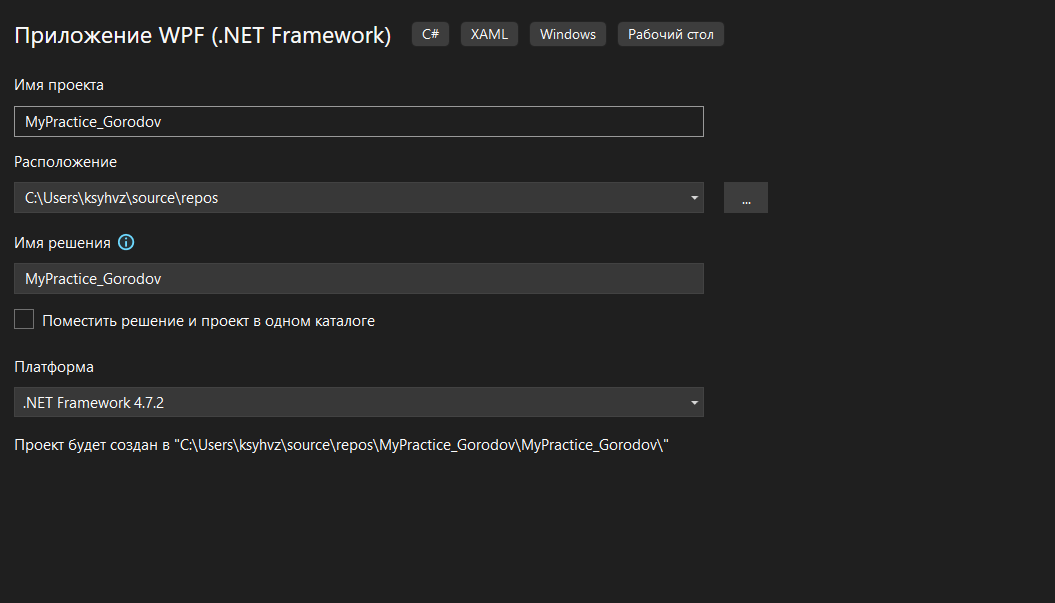 Приложение WPF (.NET Framework) C# XAML Windows Рабочий стол
Имя проекта
MyPractice_Gorodov
Расположение
C:\Users\ksyhvz\source\repos ...
Имя решения
MyPractice_Gorodov
Поместить решение и проект в одном каталоге
Платформа
.NET Framework 4.7.2
Проект будет создан в "C:\Users\ksyhvz\source\repos\MyPractice_Gorodov\MyPractice_Gorodov\"